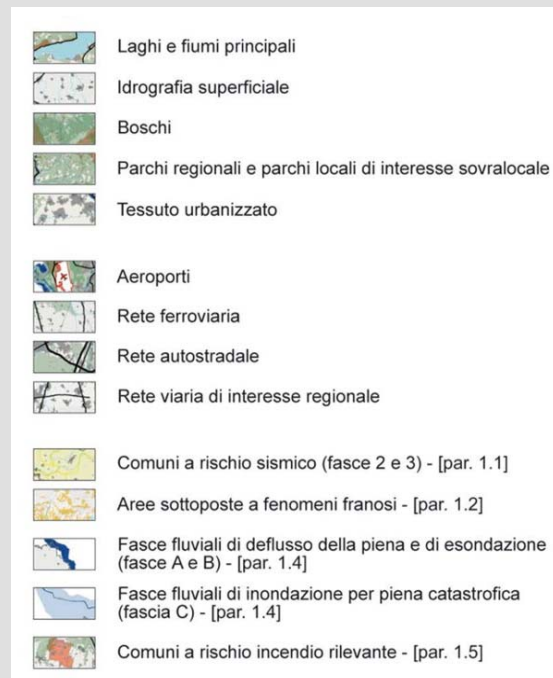 Laghi e fiumi principali
Idrografia superficiale
Boschi
Parchi regionali e parchi locali di interesse sovralocale
Tessuto urbanizzato
Aeroporti
Rete ferroviaria
Rete autostradale
Rete viaria di interesse regionale
Comuni a rischio sismico (fasce 2 e 3) - [par. 1.1]
Aree sottoposte a fenomeni franosi - [par. 1.2]
Fasce fluviali di deflusso della piena e di esondazione
(fasce A e B) - [par. 1.4]
Fasce fluviali di inondazione per piena catastrofica
(fascia C) - [par. 1.4]
Comuni a rischio incendio rilevante - [par. 1.5]